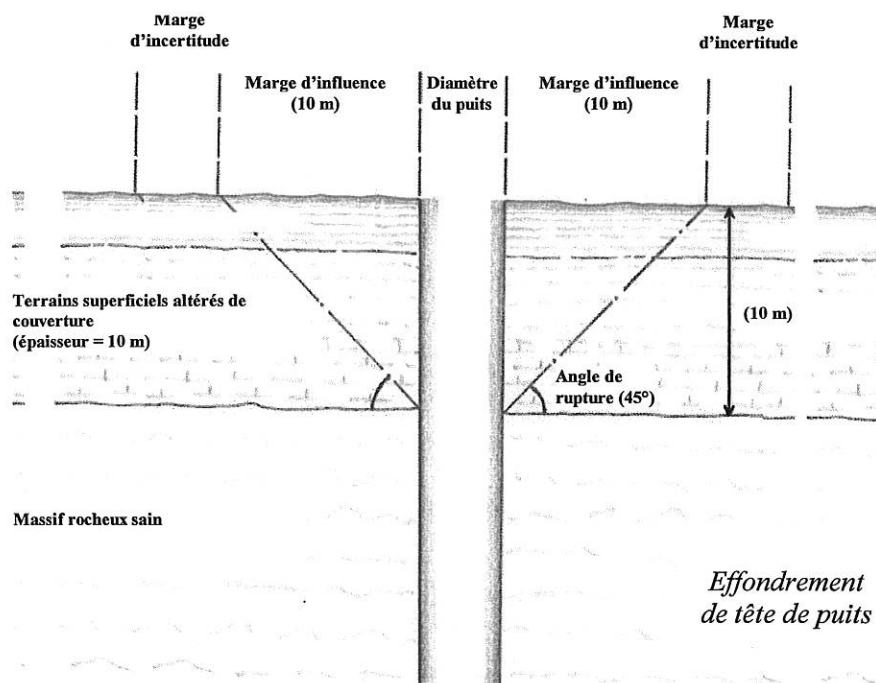 Marge
d'incertitude
Marge
d'incertitude
Marge d'influence
(10 m)
Diamètre
du puits
Marge d'influence
(10 m)
Terrains superficiels altérés de
couverture
(épaisseur = 10 m)
(10 m)
Angle de
rupture (45°)
Massif rocheux sain
Effondrement
de tête de puits